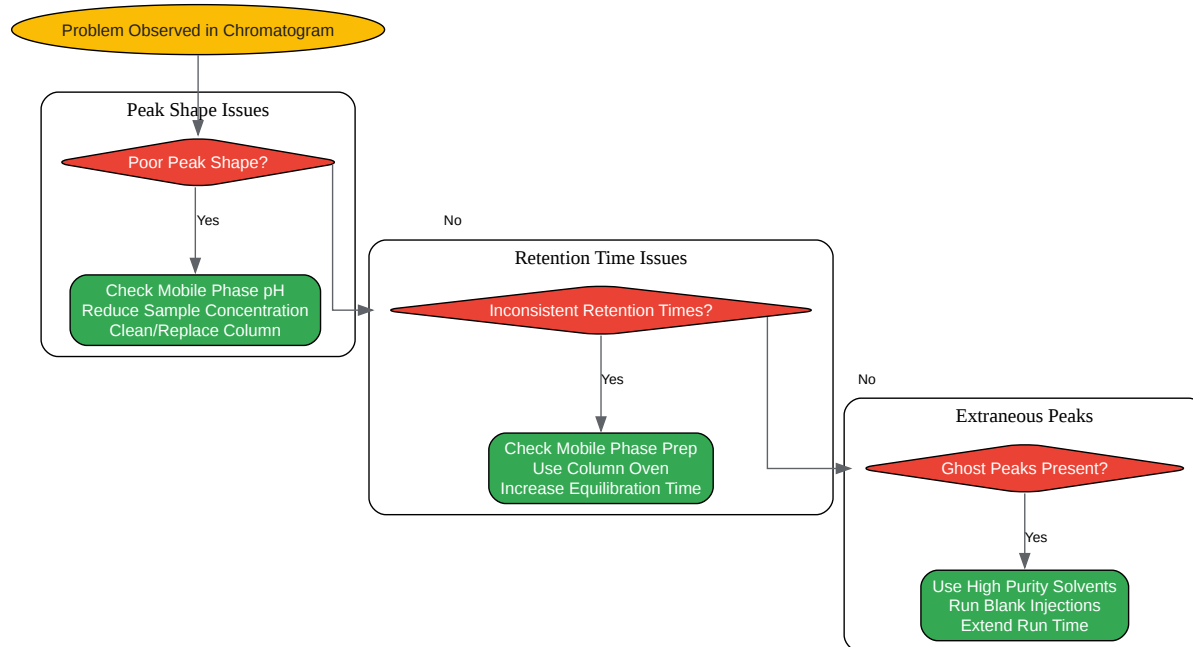 Problem Observed in Chromatogram
Peak Shape Issues
Poor Peak Shape?
Yes
Check Mobile Phase pH
Reduce Sample Concentration
Clean/Replace Column
No
Retention Time Issues
Inconsistent Retention Times?
Yes
Check Mobile Phase Prep
Use Column Oven
Increase Equilibration Time
No
Extraneous Peaks
Ghost Peaks Present?
Yes
Use High Purity Solvents
Run Blank Injections
Extend Run Time